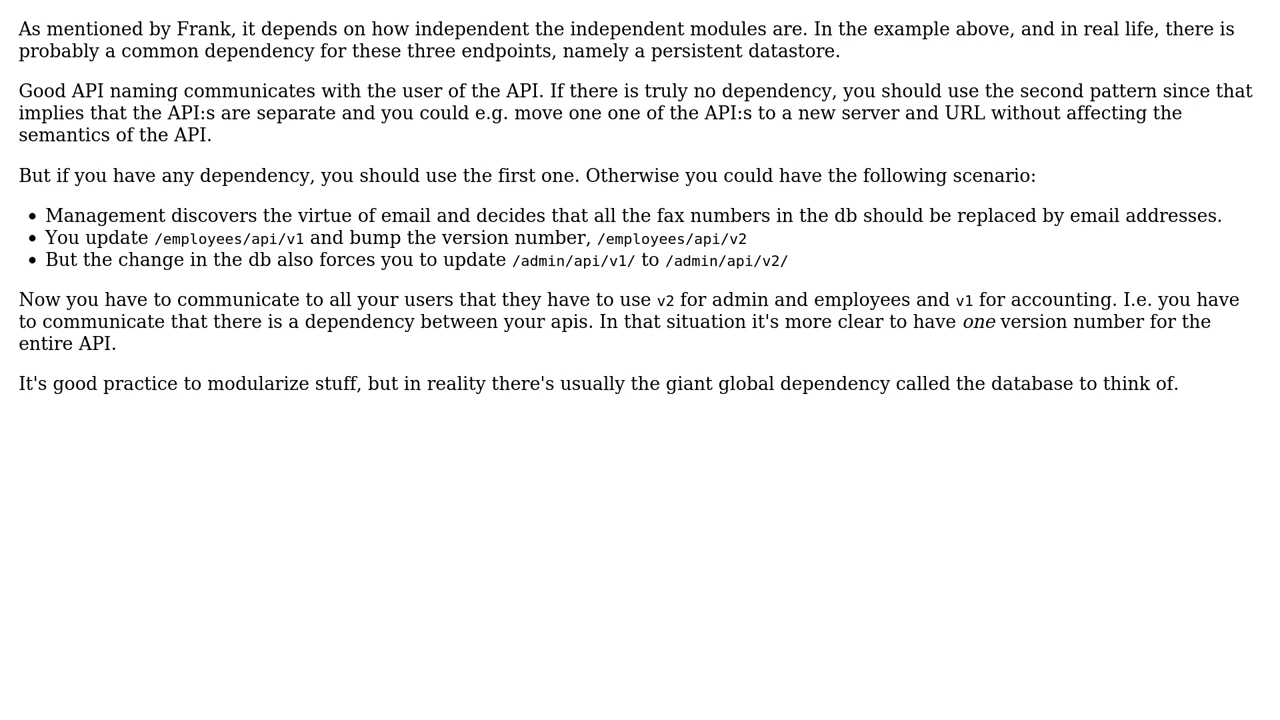 As mentioned by Frank, it depends on how independent the independent modules are. In the example above, and in real life, there is
probably a common dependency for these three endpoints, namely a persistent datastore.
Good API naming communicates with the user of the API. If there is truly no dependency, you should use the second pattern since that
implies that the API:s are separate and you could e.g. move one one of the API:s to a new server and URL without affecting the
semantics of the API.
But if you have any dependency, you should use the first one. Otherwise you could have the following scenario:
• Management discovers the virtue of email and decides that all the fax numbers in the db should be replaced by email addresses.
• You update /employees/api/v1 and bump the version number, /employees/api/v2
• But the change in the db also forces you to update /admin/api/v1/ to /admin/api/v2/
Now you have to communicate to all your users that they have to use v2 for admin and employees and v1 for accounting. I.e. you have
to communicate that there is a dependency between your apis. In that situation it's more clear to have one version number for the
entire API.
It's good practice to modularize stuff, but in reality there's usually the giant global dependency called the database to think of.